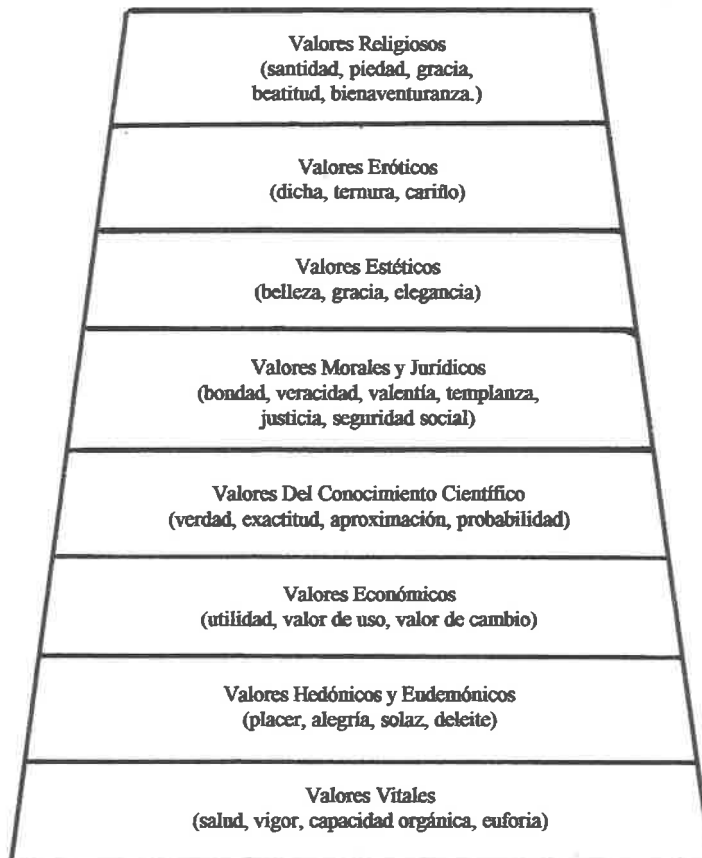 Valores Religiosos
(santidad, piedad, gracia,
beatitud, bienaventuranza.)
Valores Eróticos
(dicha, ternura, cariño)
Valores Estéticos
(belleza, gracia, elegancia)
Valores Morales y Jurídicos
(bondad, veracidad, valentía, templanza,
justicia, seguridad social)
Valores Del Conocimiento Científico
(verdad, exactitud, aproximación, probabilidad)
Valores Económicos
(utilidad, valor de uso, valor de cambio)
Valores Hedónicos y Eudemónicos
(placer, alegría, solaz, deleite)
Valores Vitales
(salud, vigor, capacidad orgánica, euforia)